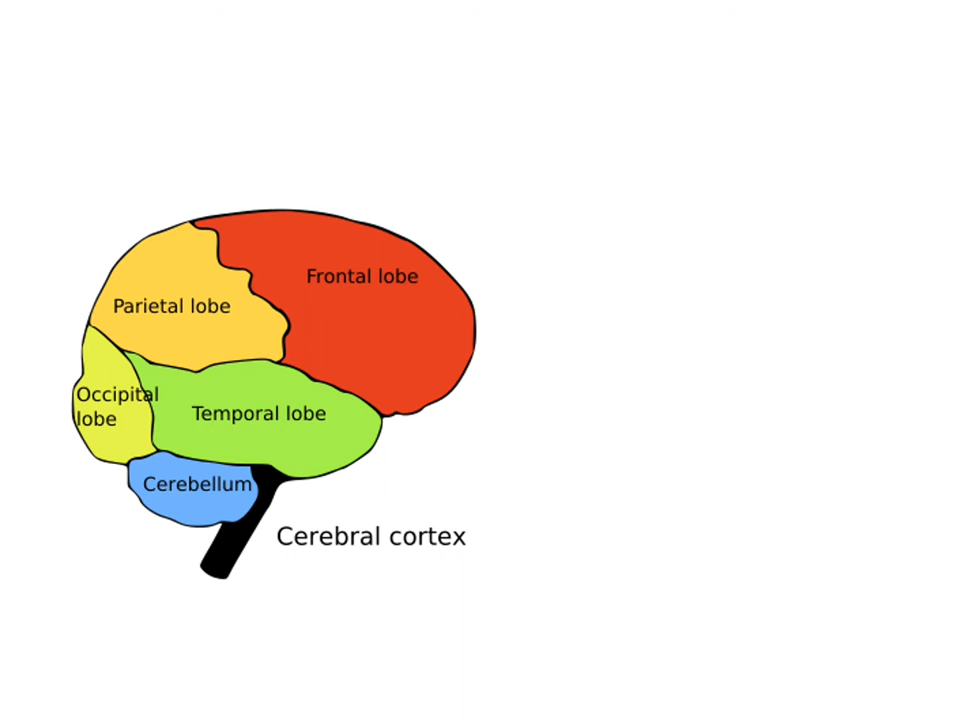 Frontal lobe
Parietal lobe
Occipital
lobe
Temporal lobe
Cerebellum
Cerebral cortex